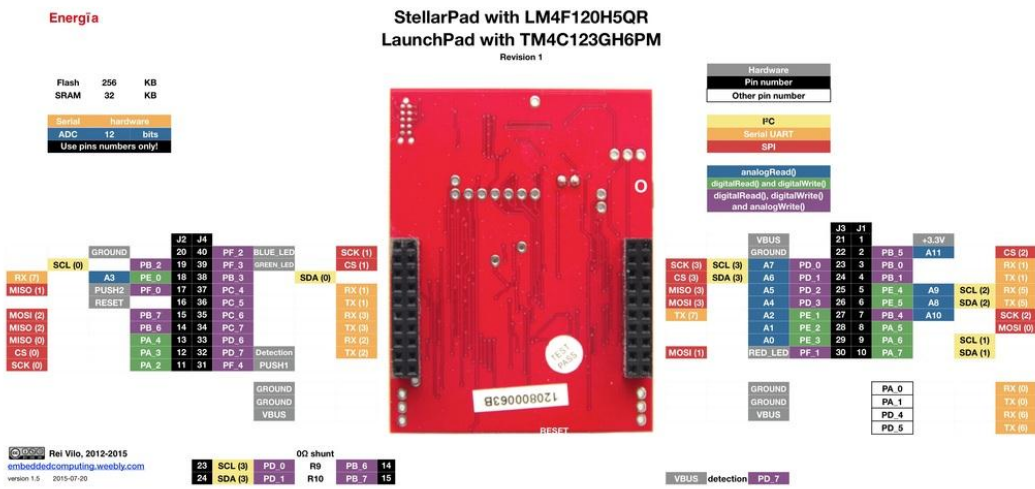 Energîa
StellarPad with LM4F120H5QR
LaunchPad with TM4C123GH6PM
Revision 1
Flash 256 KB
SRAM 32 KB
Serial hardware
ADC 12 bits
Use pins numbers only!
Hardware
Pin number
Other pin number
I²C
Serial UART
SPI
analogRead()
digitalRead() and digitalWrite()
digitalRead(), digitalWrite()
and analogWrite()
J2 J4
GROUND 20 40 PF_2 BLUE_LED SCK (1)
SCL (0) PB_2 19 39 PF_3 GREEN_LED CS (1)
RX (7) A3 PE_0 18 38 PB_3 SDA (0)
MISO (1) PUSH2 PF_0 17 37 PC_4 RX (1)
RESET 16 36 PC_5 TX (1)
MOSI (2) PB_7 15 35 PC_6 RX (3)
MISO (2) PB_6 14 34 PC_7 TX (3)
MISO (0) PA_4 13 33 PD_6 RX (2)
CS (0) PA_3 12 32 PD_7 Detection TX (2)
SCK (0) PA_2 11 31 PF_4 PUSH1
GROUND
GROUND
VBUS
TEST
PASS
120800063B
RESET
J3 J1
VBUS 21 1 +3.3V
GROUND 22 2 PB_5 A11 CS (2)
SCK (3) SCL (3) A7 PD_0 23 3 PB_0 RX (1)
CS (3) SDA (3) A6 PD_1 24 4 PB_1 TX (1)
MISO (3) A5 PD_2 25 5 PE_4 A9 SCL (2) RX (5)
MOSI (3) A4 PD_3 26 6 PE_5 A8 SDA (2) TX (5)
TX (7) A2 PE_1 27 7 PB_4 A10 SCK (2)
A1 PE_2 28 8 PA_5 MOSI (0)
A0 PE_3 29 9 PA_6 SCL (1)
MOSI (1) RED_LED PF_1 30 10 PA_7 SDA (1)
GROUND PA_0 RX (0)
GROUND PA_1 TX (0)
VBUS PD_4 RX (6)
PD_5 TX (6)
Rei Vilo, 2012-2015
embeddedcomputing.weebly.com
version 1.5 2015-07-20
0Ω shunt
23 SCL (3) PD_0 R9 PB_6 14
24 SDA (3) PD_1 R10 PB_7 15
VBUS detection PD_7